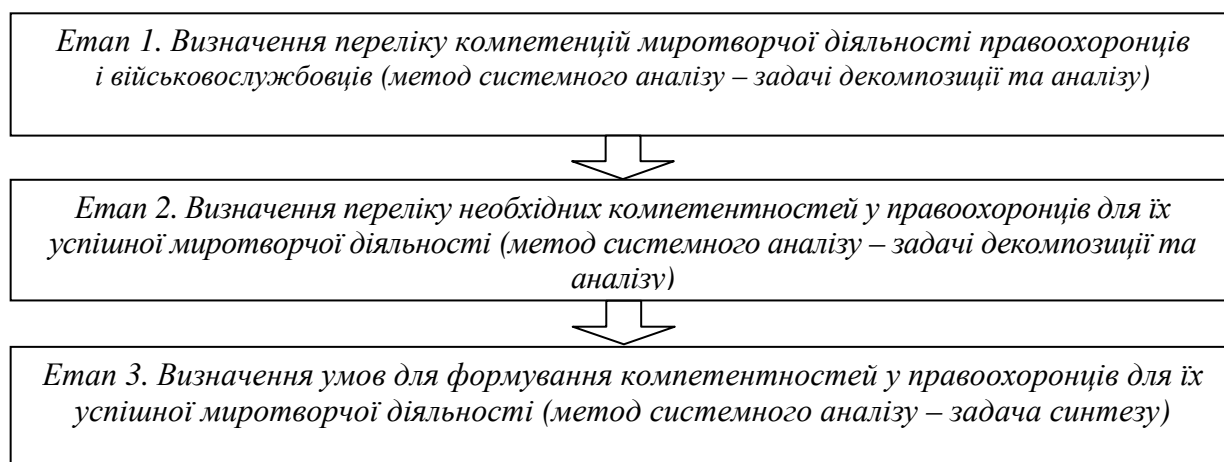 Етап 1. Визначення переліку компетенцій миротворчої діяльності правоохоронців
і військовослужбовців (метод системного аналізу – задачі декомпозиції та аналізу)
Етап 2. Визначення переліку необхідних компетентностей у правоохоронців для їх
успішної миротворчої діяльності (метод системного аналізу – задачі декомпозиції та
аналізу)
Етап 3. Визначення умов для формування компетентностей у правоохоронців для їх
успішної миротворчої діяльності (метод системного аналізу – задача синтезу)